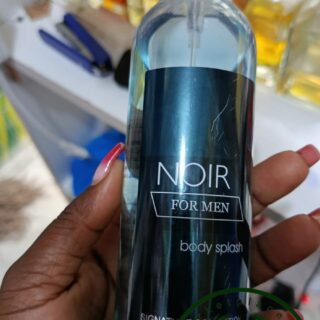 NOIR
FOR MEN
body splash